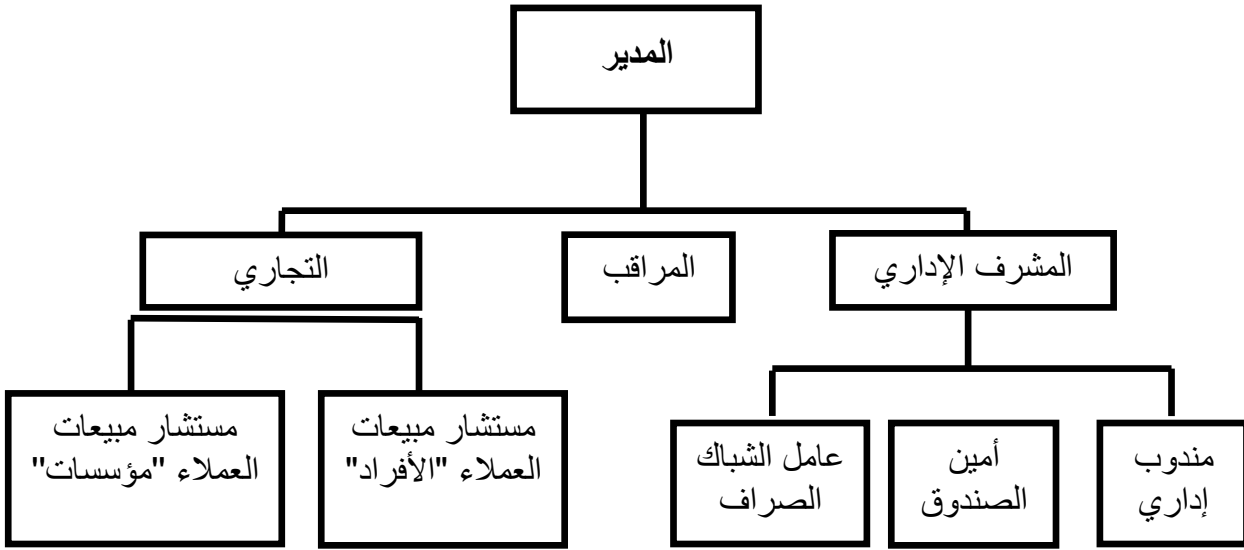 المدير
المشرف الإداري
المراقب
التجاري
مندوب
إداري
أمين
الصندوق
عامل الشباك
الصراف
مستشار مبيعات
العملاء "الأفراد"
مستشار مبيعات
العملاء "مؤسسات"